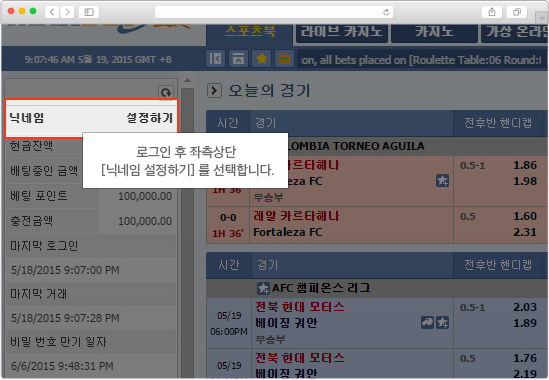 스포츠북 라이브 카지노 카지노 가상 온라인
9:07:46 AM 5월 19, 2015 GMT +8
on, all bets placed on [Roulette Table:06 Round:
닉네임 설정하기
현금잔액
배팅중인 금액
베팅 포인트 100,000.00
충전금액 100,000.00
마지막 로그인
5/18/2015 9:07:00 PM
마지막 거래
5/18/2015 9:07:28 PM
비밀 번호 만기 일자
6/6/2015 9:48:31 PM
로그인 후 좌측상단
[닉네임 설정하기] 를 선택합니다.
오늘의 경기
시간 경기 전후반 핸디캡
LOMBIA TORNEO AGUILA
카르타헤나 0.5-1 1.86
leza FC 1.98
1H 36'
무승부
0-0 레알 카르타헤나 0.5 1.60
1H 36' Fortaleza FC 2.31
시간 경기 전후반 핸디캡
AFC 챔피온스 리그
05/19 전북 현대 모터스 0.5-1 2.03
06:00PM 베이징 궈안 1.89
무승부
05/19 전북 현대 모터스 0.5 1.76
베이징 궈안 2.19